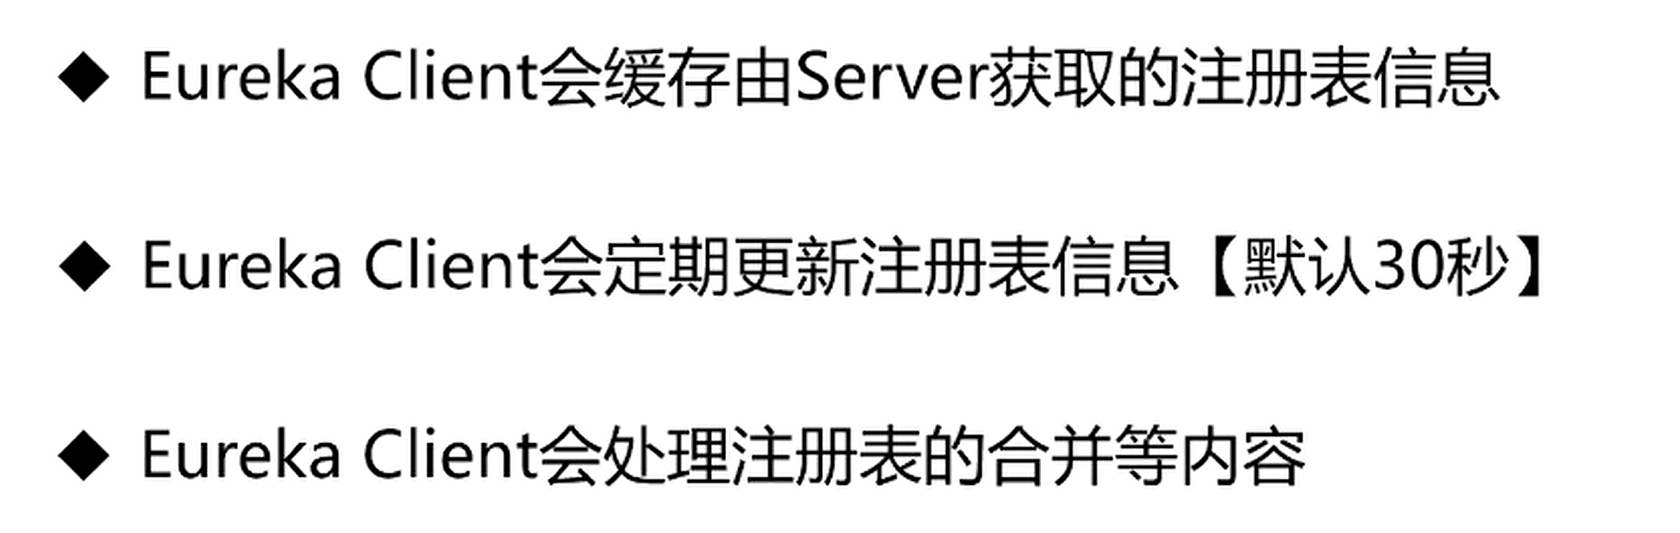 ◆ Eureka Client会缓存由Server获取的注册表信息
◆ Eureka Client会定期更新注册表信息【默认30秒】
◆ Eureka Client会处理注册表的合并等内容